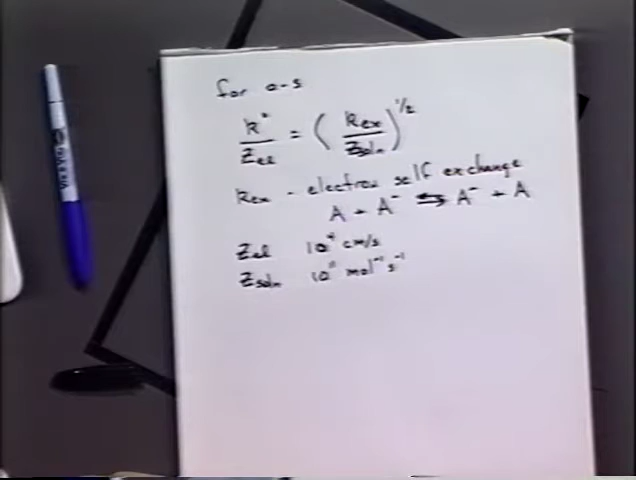 for o-s
k°/Zel = (kex/Zsoln)^1/2
kex - electron self exchange
A + A⁻ ⇆ A⁻ + A
Zel 10⁴ cm/s
Zsoln 10¹¹ mol⁻¹ s⁻¹